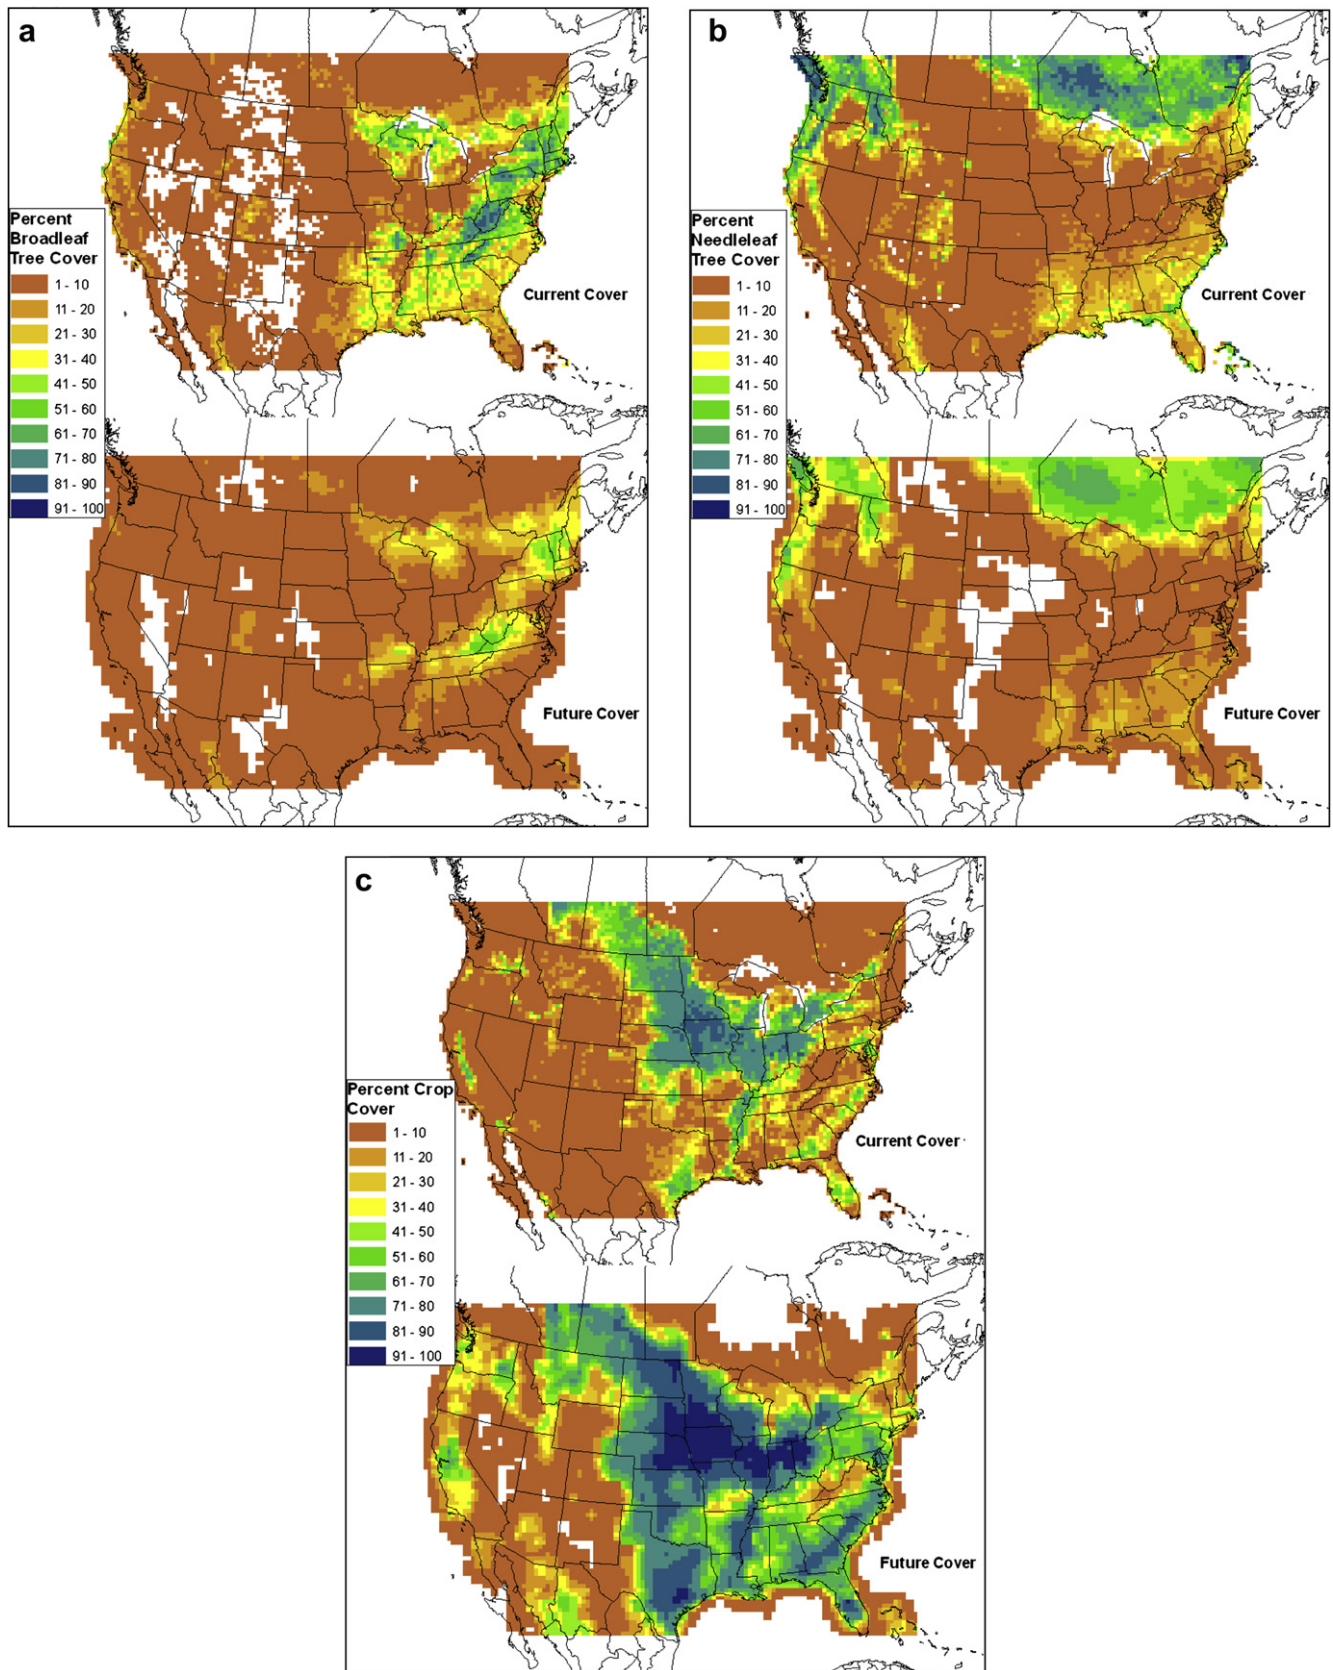 a
Percent
Broadleaf
Tree Cover
1 - 10
11 - 20
21 - 30
31 - 40
41 - 50
51 - 60
61 - 70
71 - 80
81 - 90
91 - 100
Current Cover
Future Cover
b
Percent
Needleleaf
Tree Cover
1 - 10
11 - 20
21 - 30
31 - 40
41 - 50
51 - 60
61 - 70
71 - 80
81 - 90
91 - 100
Current Cover
Future Cover
c
Percent Crop
Cover
1 - 10
11 - 20
21 - 30
31 - 40
41 - 50
51 - 60
61 - 70
71 - 80
81 - 90
91 - 100
Current Cover
Future Cover